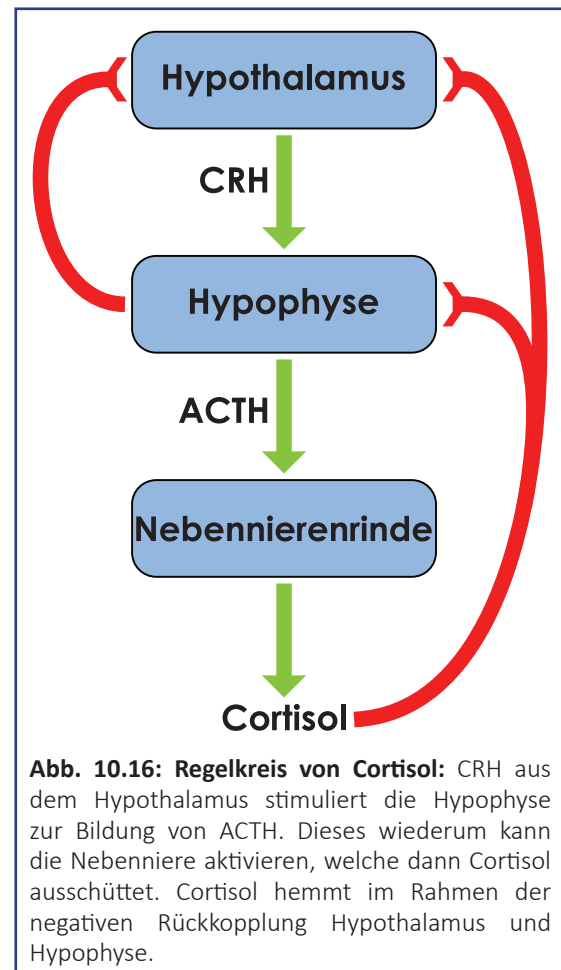 Hypothalamus
CRH
Hypophyse
ACTH
Nebennierenrinde
Cortisol
Abb. 10.16: Regelkreis von Cortisol: CRH aus
dem Hypothalamus stimuliert die Hypophyse
zur Bildung von ACTH. Dieses wiederum kann
die Nebenniere aktivieren, welche dann Cortisol
ausschüttet. Cortisol hemmt im Rahmen der
negativen Rückkopplung Hypothalamus und
Hypophyse.